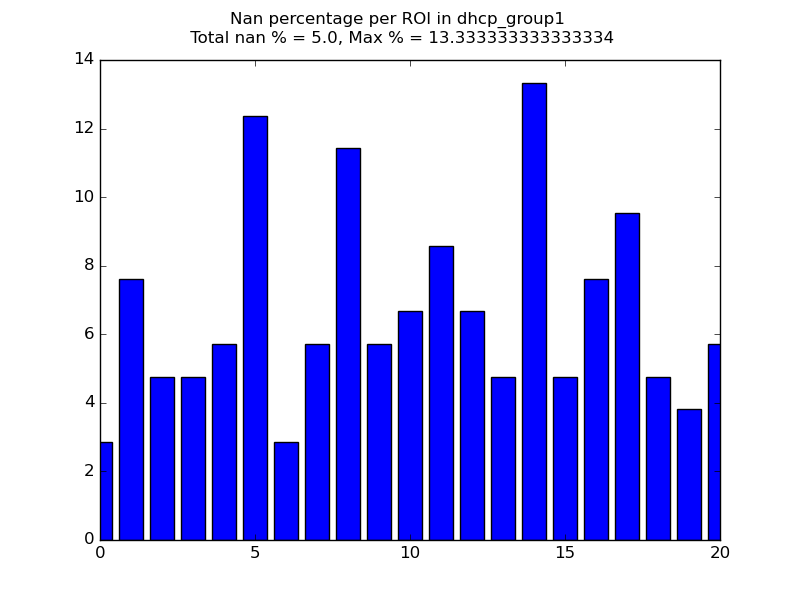 Nan percentage per ROI in dhcp_group1
Total nan % = 5.0, Max % = 13.333333333333334
14
12
10
8
6
4
2
0
0 5 10 15 20